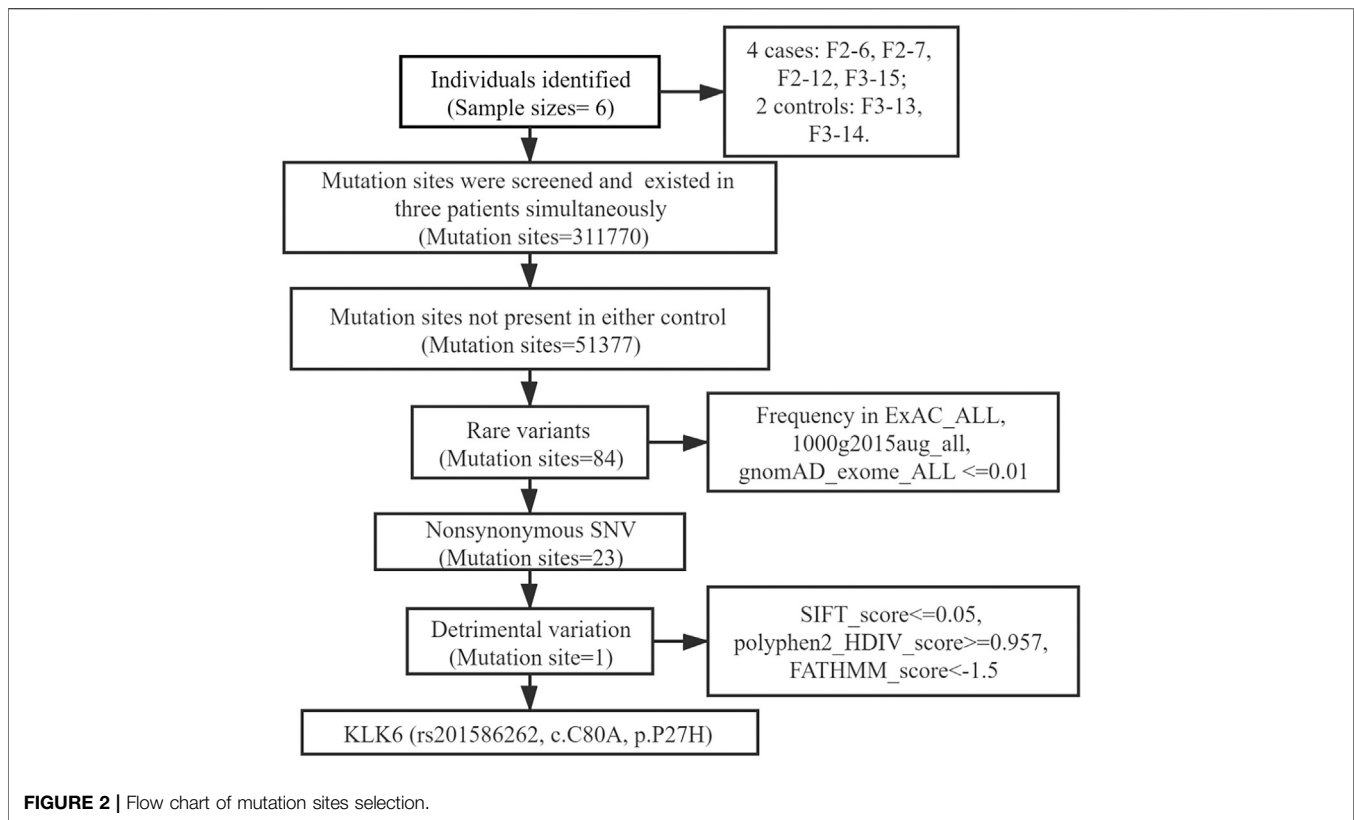 Individuals identified
(Sample sizes= 6)
4 cases: F2-6, F2-7,
F2-12, F3-15;
2 controls: F3-13,
F3-14.
Mutation sites were screened and existed in
three patients simultaneously
(Mutation sites=311770)
Mutation sites not present in either control
(Mutation sites=51377)
Rare variants
(Mutation sites=84)
Frequency in ExAC_ALL,
1000g2015aug_all,
gnomAD_exome_ALL <=0.01
Nonsynonymous SNV
(Mutation sites=23)
Detrimental variation
(Mutation site=1)
SIFT_score<=0.05,
polyphen2_HDIV_score>=0.957,
FATHMM_score<-1.5
KLK6 (rs201586262, c.C80A, p.P27H)
FIGURE 2 | Flow chart of mutation sites selection.